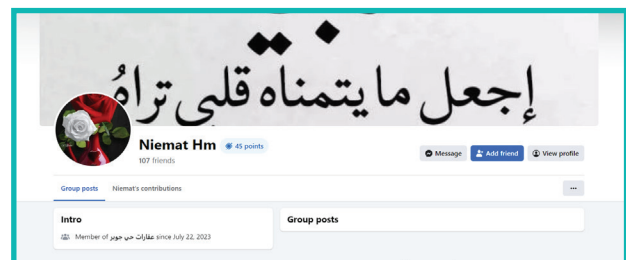 إجعل ما يتمناه قلبي تراهُ
Niemat Hm 45 points
107 friends
Message Add friend View profile
Group posts Niemat's contributions
Intro
Member of عقارات حي جوبر since July 22, 2023
Group posts